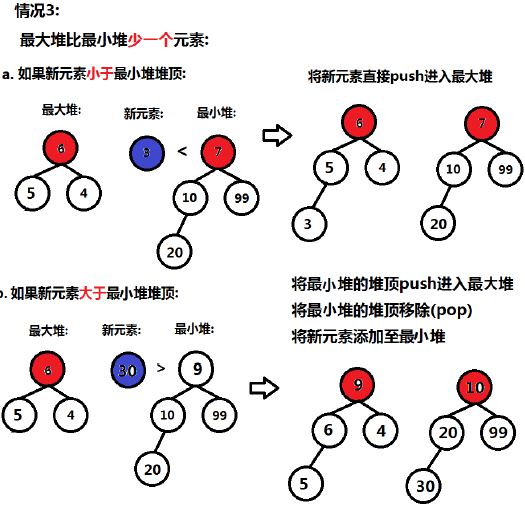 情况3:
最大堆比最小堆少一个元素:
a. 如果新元素小于最小堆堆顶:
将新元素直接push进入最大堆
最大堆: 新元素: 最小堆:
6 3 < 7
5 4 10 99
20
6 7
5 4 10 99
3 20
b. 如果新元素大于最小堆堆顶:
将最小堆的堆顶push进入最大堆
将最小堆的堆顶移除(pop)
将新元素添加至最小堆
最大堆: 新元素: 最小堆:
6 30 > 9
5 4 10 99
20
9 10
6 4 20 99
5 30